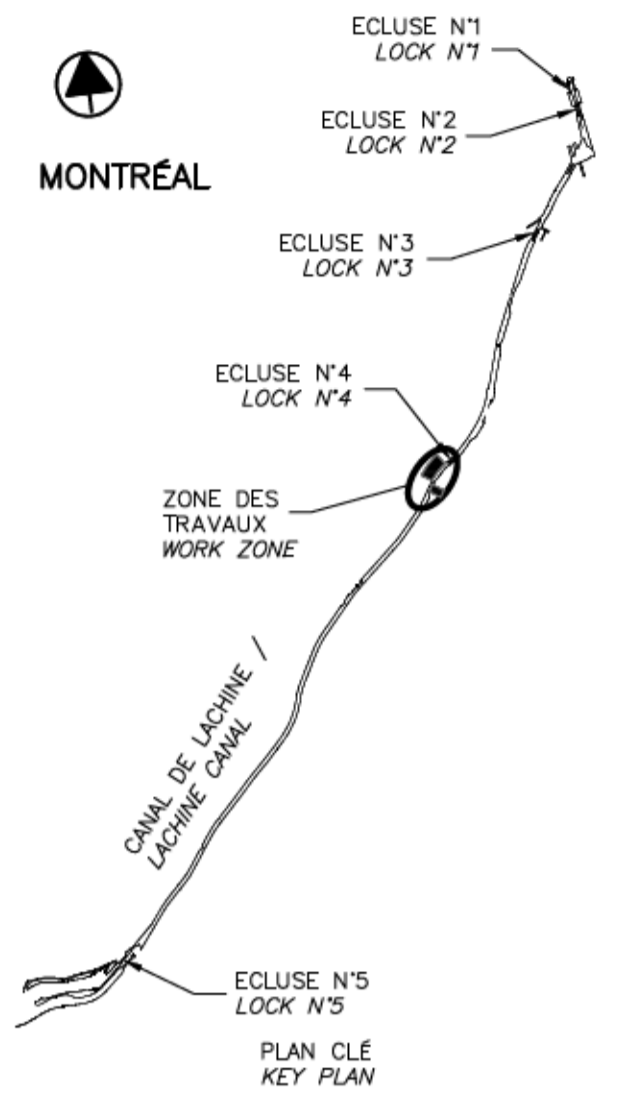 ECLUSE N°1
LOCK N°1
ECLUSE N°2
LOCK N°2
MONTRÉAL
ECLUSE N°3
LOCK N°3
ECLUSE N°4
LOCK N°4
ZONE DES
TRAVAUX
WORK ZONE
CANAL DE LACHINE /
LACHINE CANAL
ECLUSE N°5
LOCK N°5
PLAN CLÉ
KEY PLAN